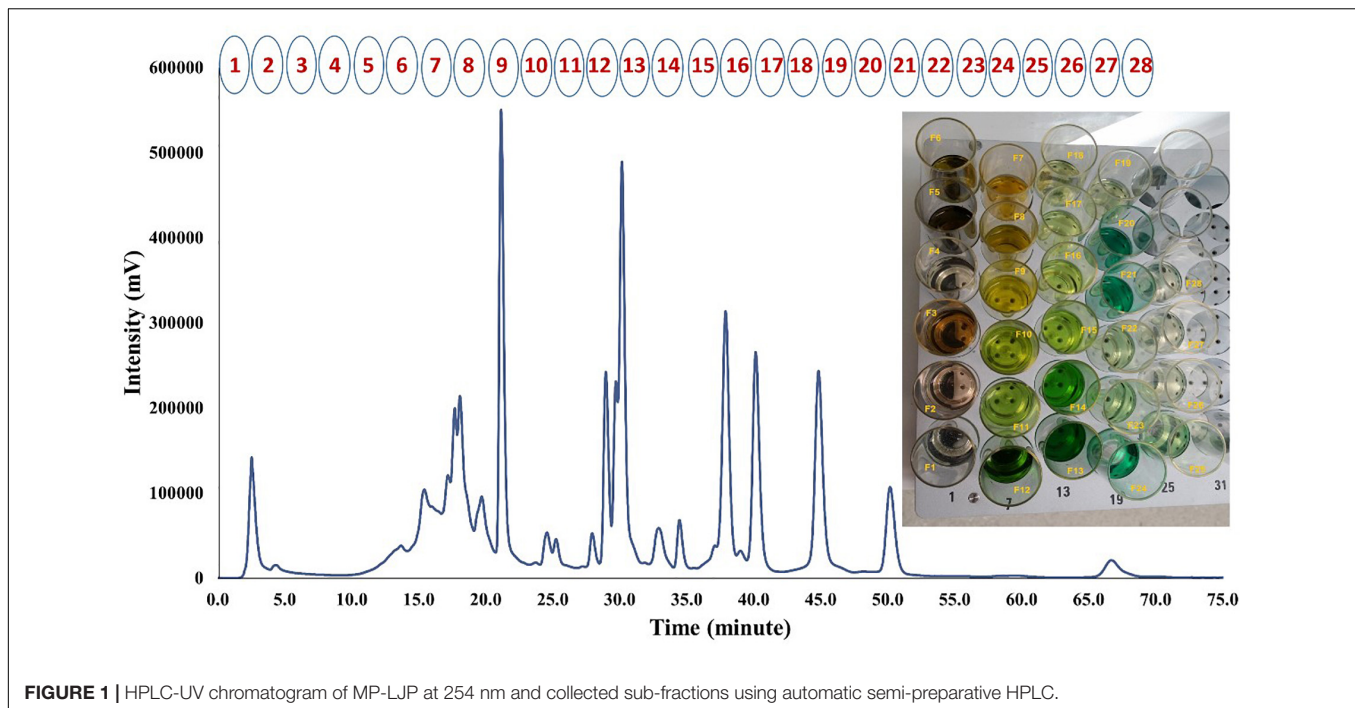 1 2 3 4 5 6 7 8 9 10 11 12 13 14 15 16 17 18 19 20 21 22 23 24 25 26 27 28
600000
500000
400000
300000
200000
100000
0
Intensity (mV)
0.0 5.0 10.0 15.0 20.0 25.0 30.0 35.0 40.0 45.0 50.0 55.0 60.0 65.0 70.0 75.0
Time (minute)
F6 F7 F18 F19
F5 F8 F17 F20
F4 F9 F16 F21 F28
F3 F10 F15 F22
F2 F11 F14 F23
F1 F12 F13 F24
1 7 13 19 25 31
FIGURE 1 | HPLC-UV chromatogram of MP-LJP at 254 nm and collected sub-fractions using automatic semi-preparative HPLC.